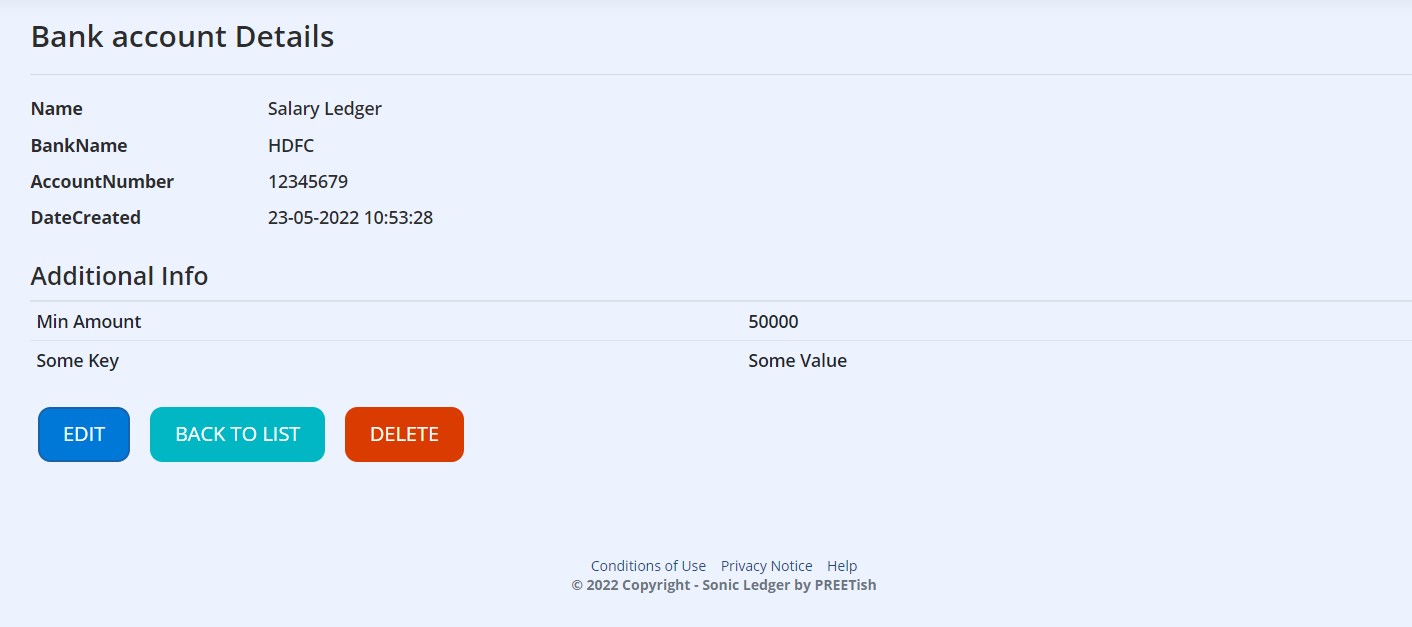 Bank account Details
Name Salary Ledger
BankName HDFC
AccountNumber 12345679
DateCreated 23-05-2022 10:53:28
Additional Info
Min Amount 50000
Some Key Some Value
EDIT BACK TO LIST DELETE
Conditions of Use Privacy Notice Help
© 2022 Copyright - Sonic Ledger by PREETish